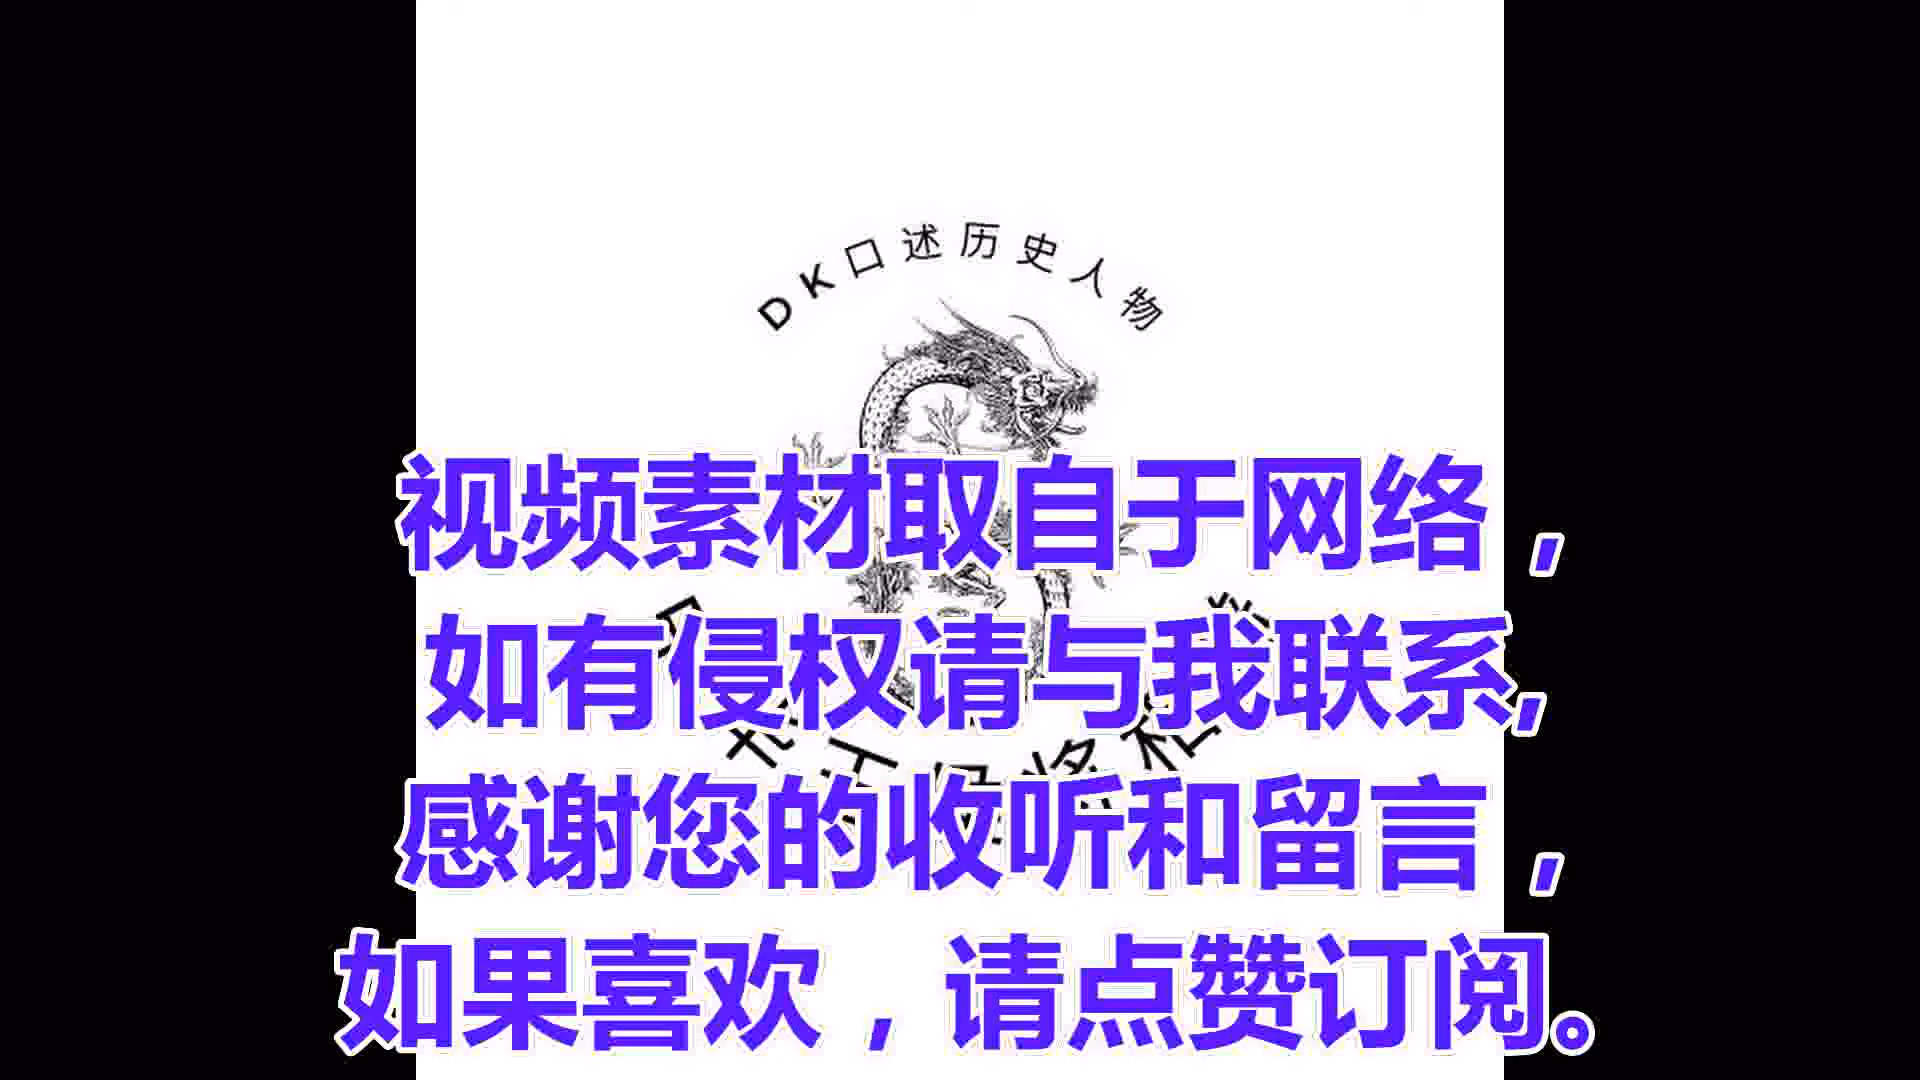 DK口述历史人物
视频素材取自于网络，
如有侵权请与我联系,
感谢您的收听和留言，
如果喜欢，请点赞订阅。